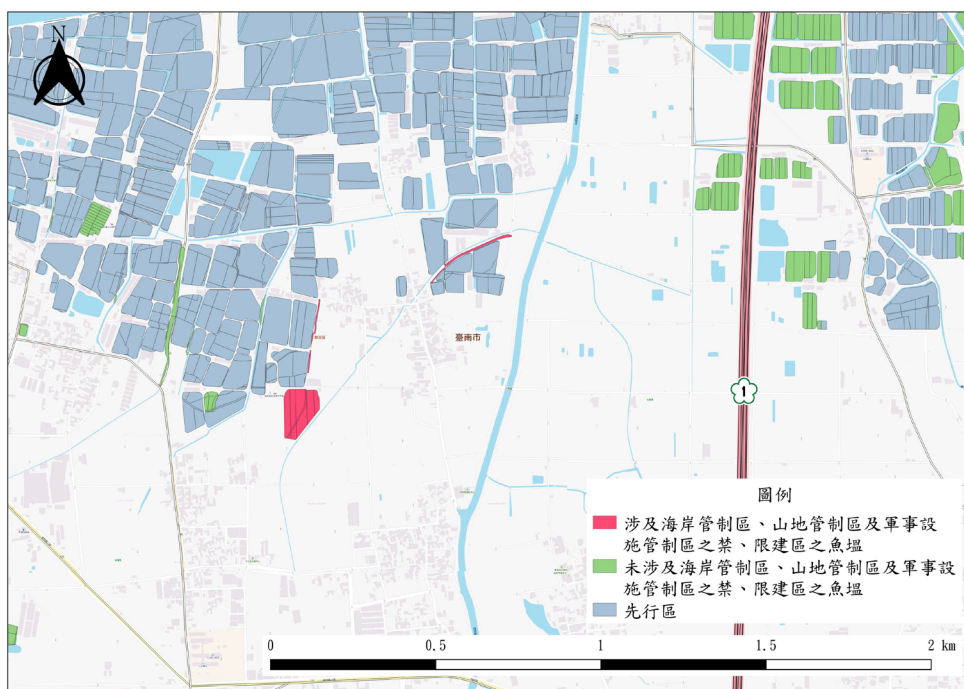 N
臺南市
1
圖例
涉及海岸管制區、山地管制區及軍事設
施管制區之禁、限建區之魚塭
未涉及海岸管制區、山地管制區及軍事設
施管制區之禁、限建區之魚塭
先行區
0
0.5
1
1.5
2 km